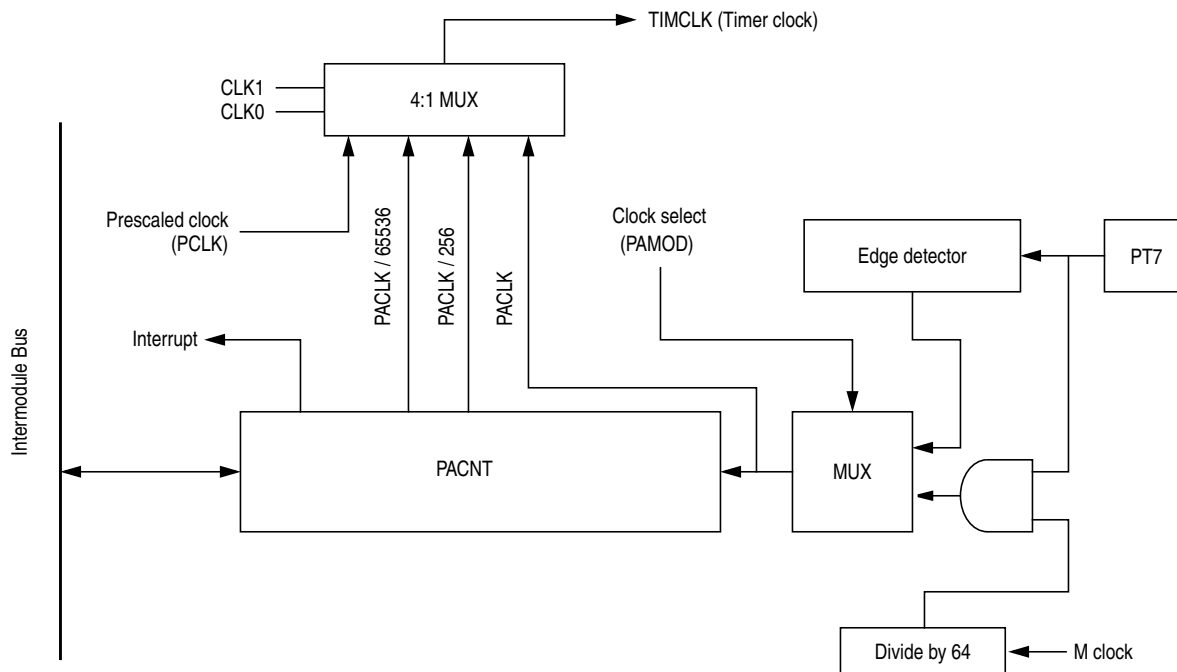 TIMCLK (Timer clock)
CLK1
CLK0
4:1 MUX
Prescaled clock
(PCLK)
PACLK / 65536
PACLK / 256
PACLK
Clock select
(PAMOD)
Edge detector
PT7
Interrupt
Intermodule Bus
PACNT
MUX
Divide by 64
M clock